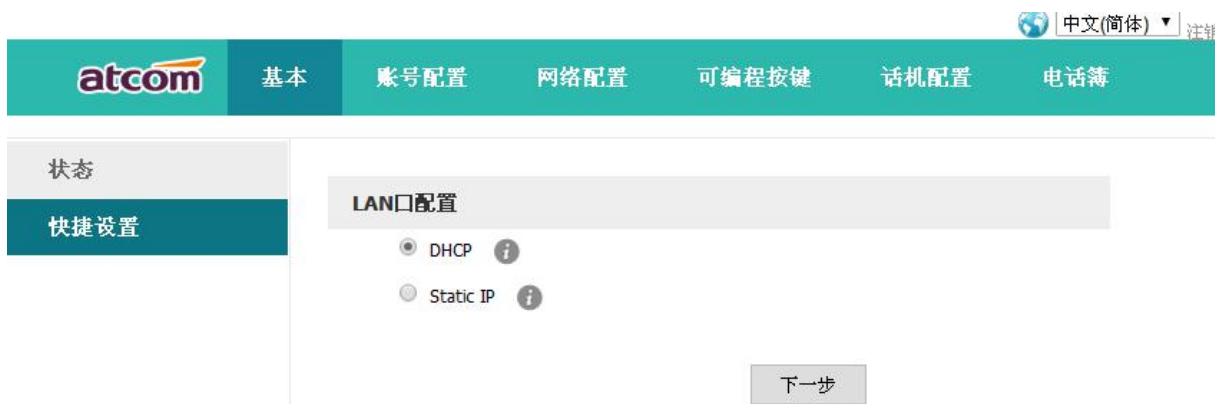 中文(简体) 注销
atcom 基本 账号配置 网络配置 可编程按键 话机配置 电话簿
状态
快捷设置
LAN口配置
DHCP
Static IP
下一步